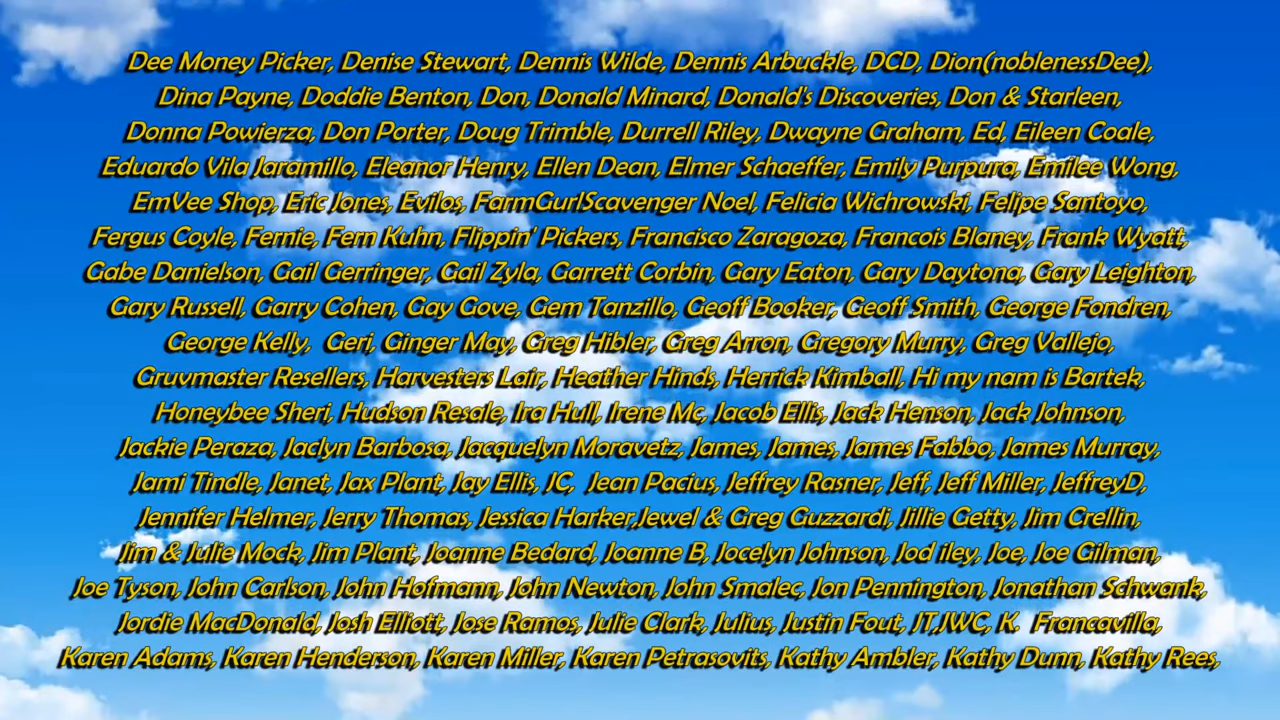 Dee Money Picker, Denise Stewart, Dennis Wilde, Dennis Arbuckle, DCD, Dion(noblenessDee),
Dina Payne, Doddie Benton, Don, Donald Minard, Donald's Discoveries, Don & Starleen,
Donna Powierza, Don Porter, Doug Trimble, Durrell Riley, Dwayne Graham, Ed, Eileen Coale,
Eduardo Vila Jaramillo, Eleanor Henry, Ellen Dean, Elmer Schaeffer, Emily Purpura, Emilee Wong,
EmVee Shop, Eric Jones, Evilos, FarmGurlScavenger Noel, Felicia Wichrowski, Felipe Santoyo,
Fergus Coyle, Fernie, Fern Kuhn, Flippin' Pickers, Francisco Zaragoza, Francois Blaney, Frank Wyatt,
Gabe Danielson, Gail Gerringer, Gail Zyla, Garrett Corbin, Gary Eaton, Gary Daytona, Gary Leighton,
Gary Russell, Garry Cohen, Gay Gove, Gem Tanzillo, Geoff Booker, Geoff Smith, George Fondren,
George Kelly,  Geri, Ginger May, Greg Hibler, Greg Arron, Gregory Murry, Greg Vallejo,
Gruvmaster Resellers, Harvesters Lair, Heather Hinds, Herrick Kimball, Hi my nam is Bartek,
Honeybee Sheri, Hudson Resale, Ira Hull, Irene Mc, Jacob Ellis, Jack Henson, Jack Johnson,
Jackie Peraza, Jaclyn Barbosa, Jacquelyn Moravetz, James, James, James Fabbo, James Murray,
Jami Tindle, Janet, Jax Plant, Jay Ellis, JC,  Jean Pacius, Jeffrey Rasner, Jeff, Jeff Miller, JeffreyD,
Jennifer Helmer, Jerry Thomas, Jessica Harker,Jewel & Greg Guzzardi, Jillie Getty, Jim Crellin,
Jim & Julie Mock, Jim Plant, Joanne Bedard, Joanne B, Jocelyn Johnson, Jod iley, Joe, Joe Gilman,
Joe Tyson, John Carlson, John Hofmann, John Newton, John Smalec, Jon Pennington, Jonathan Schwank,
Jordie MacDonald, Josh Elliott, Jose Ramos, Julie Clark, Julius, Justin Fout, JT,JWC, K.  Francavilla,
Karen Adams, Karen Henderson, Karen Miller, Karen Petrasovits, Kathy Ambler, Kathy Dunn, Kathy Rees,